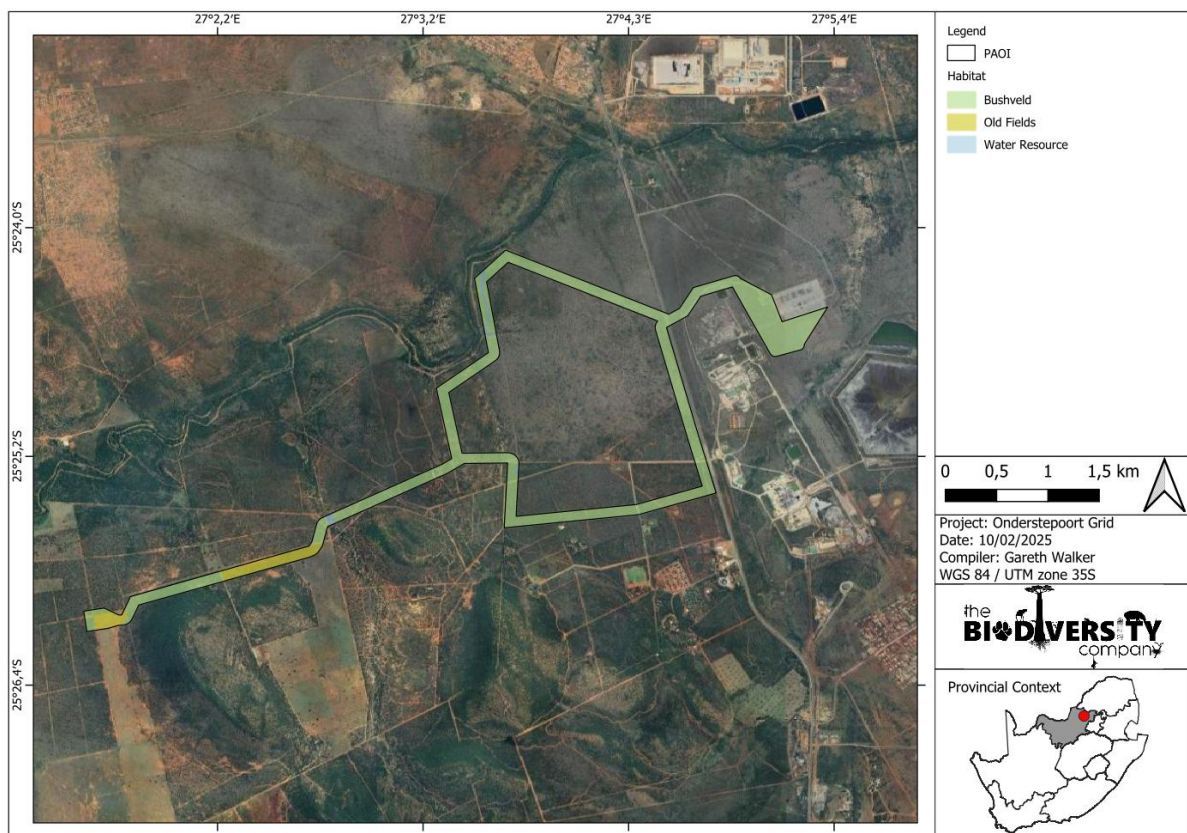 27°2,2'E 27°3,2'E 27°4,3'E 27°5,4'E
25°24,0'S
25°25,2'S
25°26,4'S
Legend
PAOI
Habitat
Bushveld
Old Fields
Water Resource
0 0,5 1 1,5 km
Project: Onderstepoort Grid
Date: 10/02/2025
Compiler: Gareth Walker
WGS 84 / UTM zone 35S
the
BIODIVERSITY
company
Provincial Context